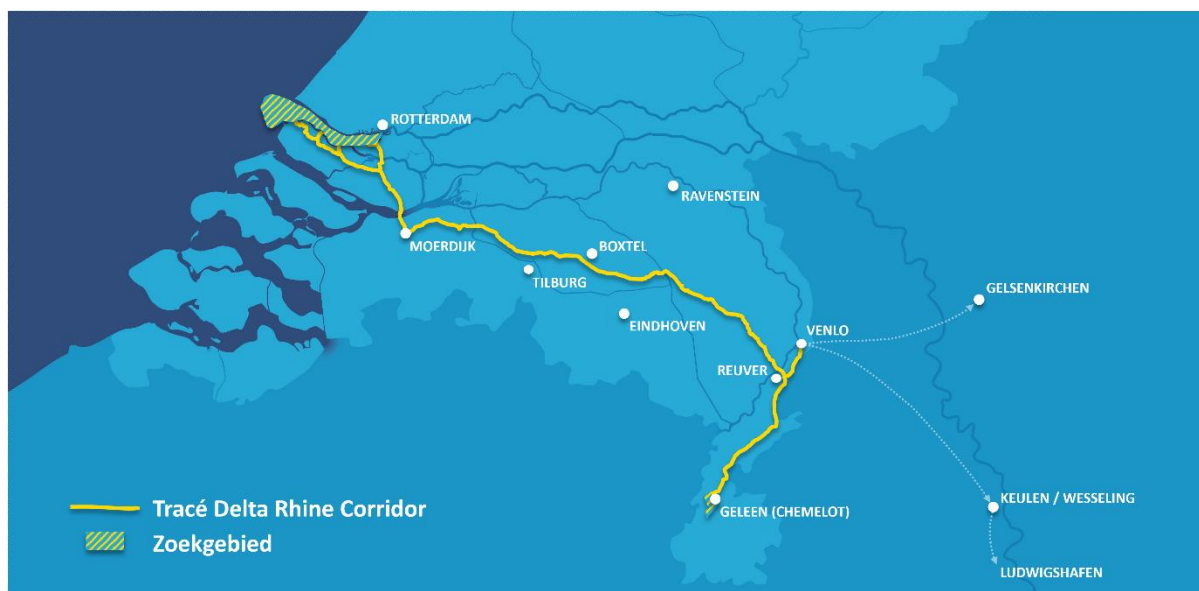 ROTTERDAM
RAVENSTEIN
MOERDIJK
BOXTEL
TILBURG
GELSENKIRCHEN
EINDHOVEN
VENLO
REUVER
Tracé Delta Rhine Corridor
GELEEN (CHEMELOT)
KEULEN / WESSELING
Zoekgebied
LUDWIGSHAFEN